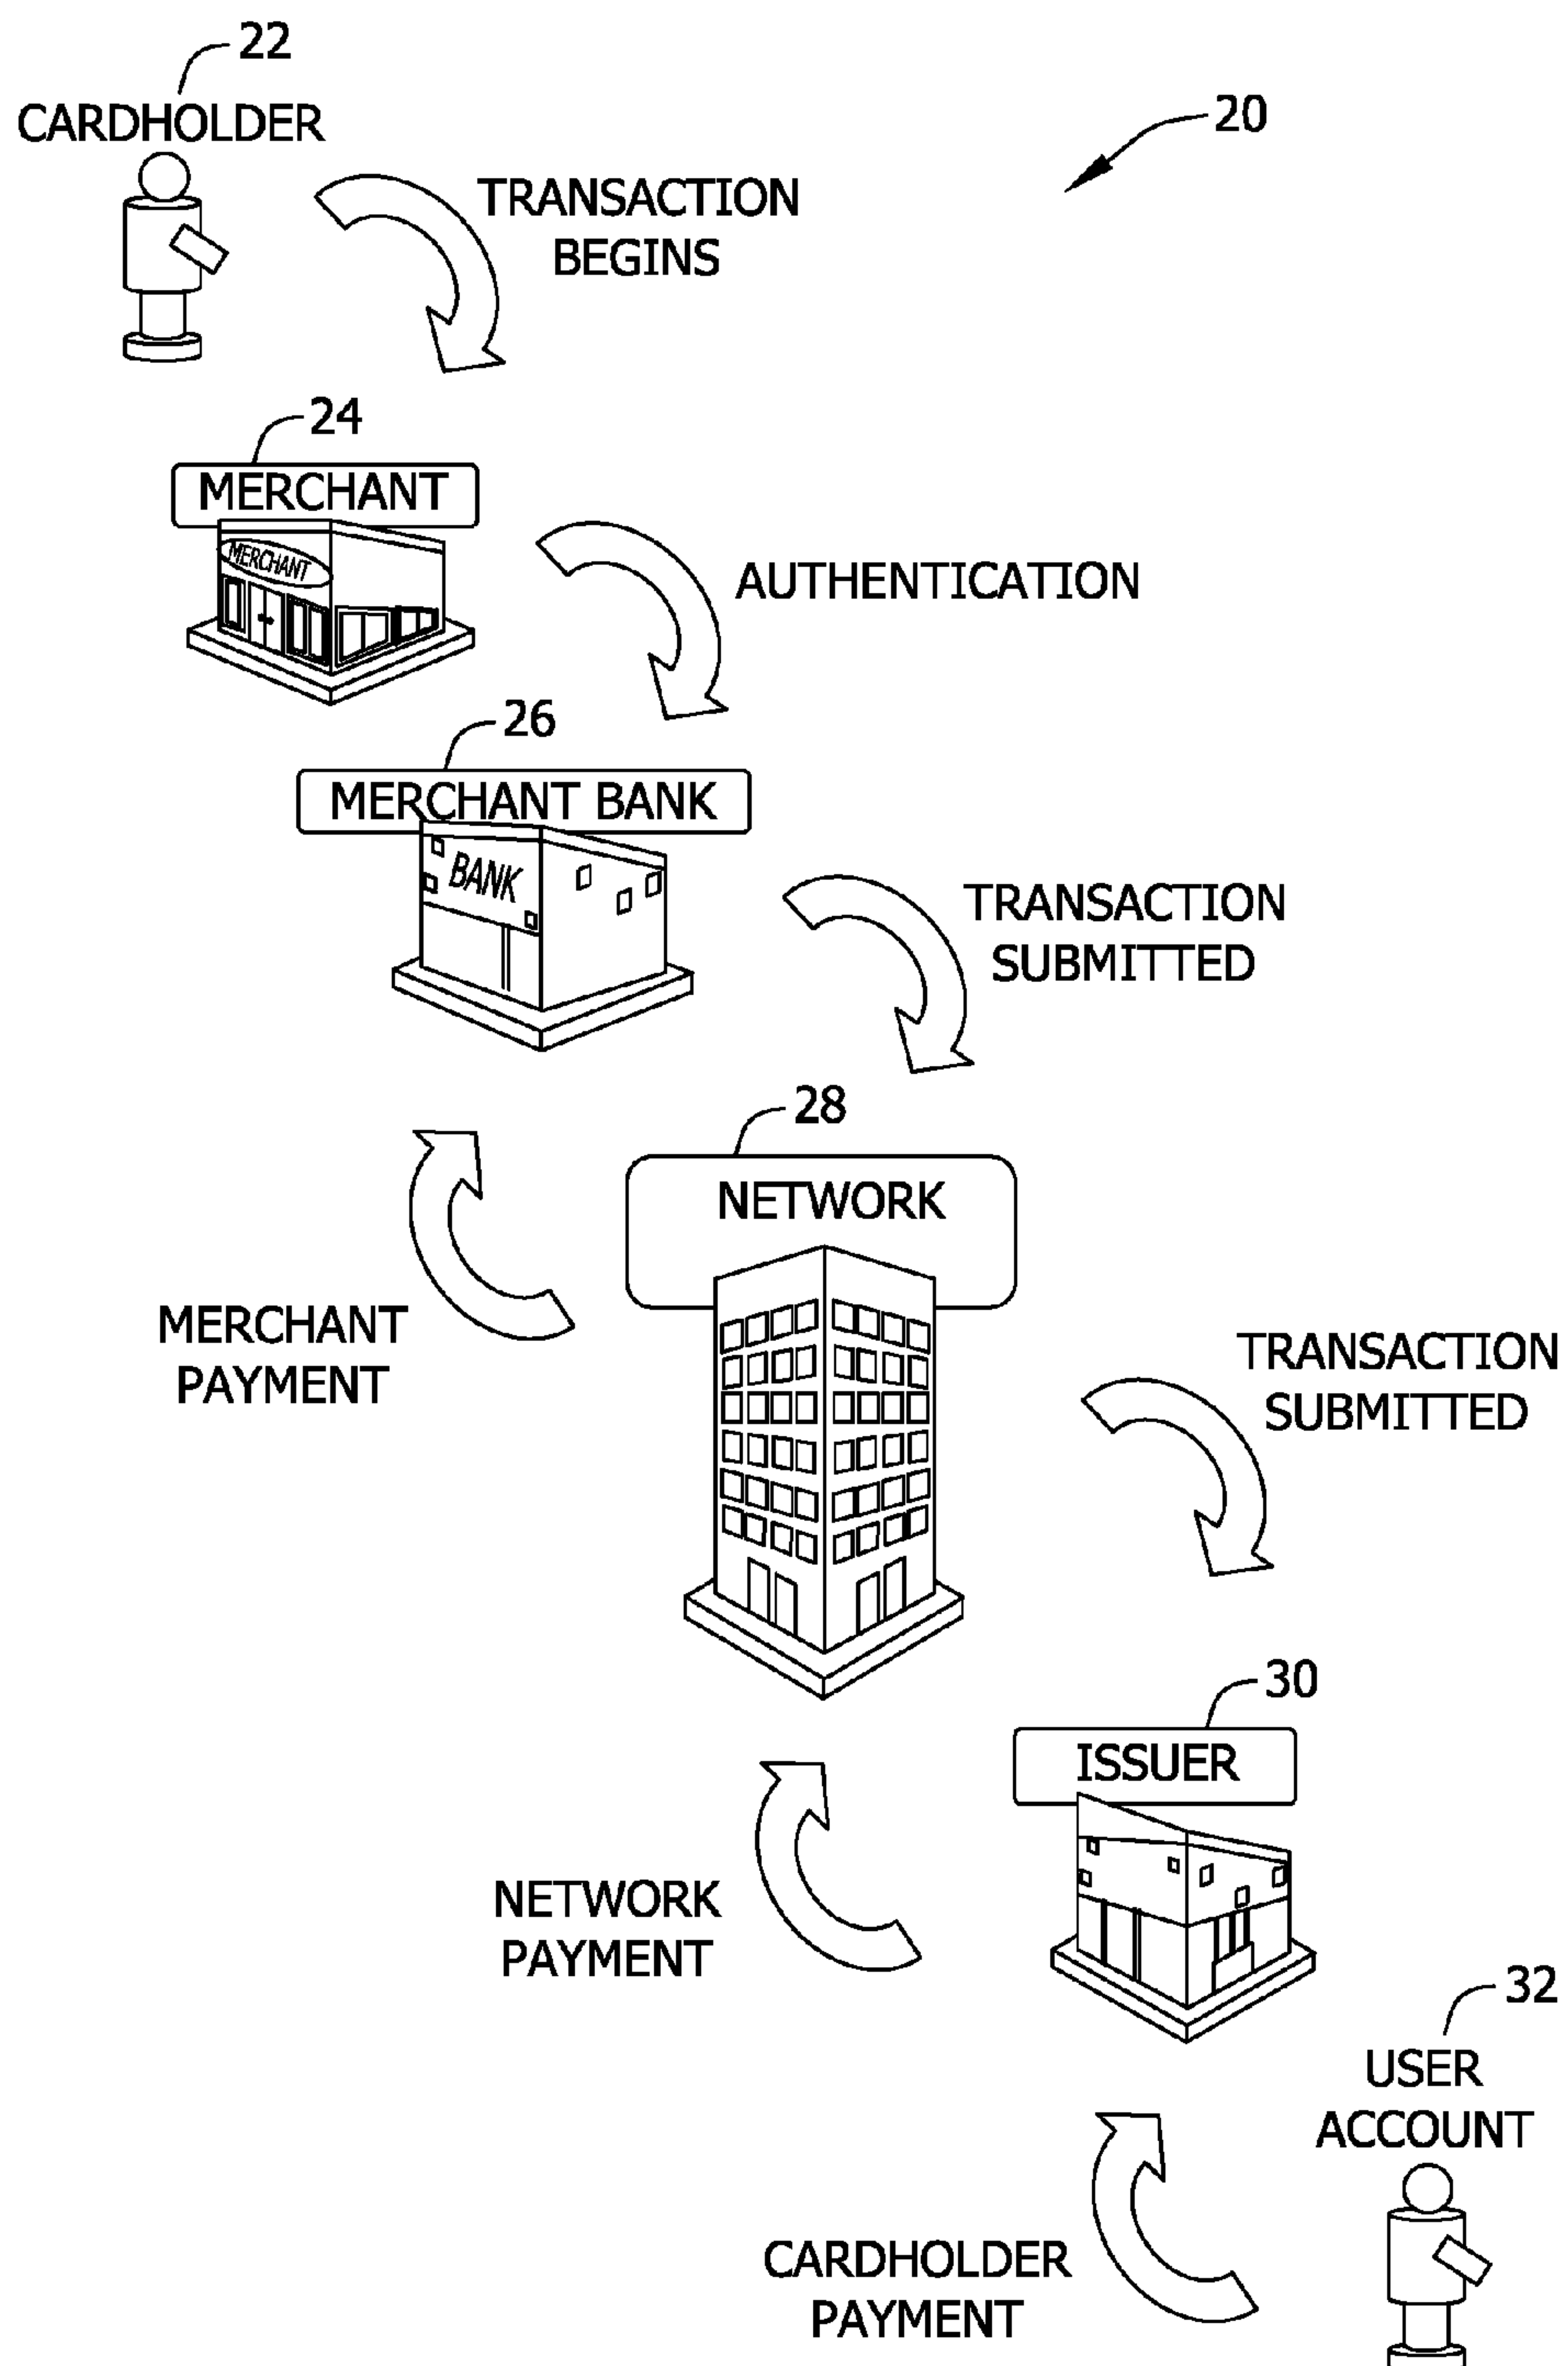 22
CARDHOLDER
20
TRANSACTION
BEGINS
24
MERCHANT
MERCHANT
AUTHENTICATION
26
MERCHANT BANK
BANK
TRANSACTION
SUBMITTED
28
NETWORK
MERCHANT
PAYMENT
TRANSACTION
SUBMITTED
30
ISSUER
NETWORK
PAYMENT
32
USER
ACCOUNT
CARDHOLDER
PAYMENT